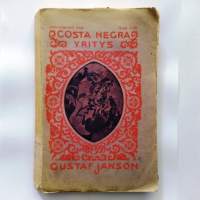 COSTA NEGRA
YRITYS
GUSTAF JANSON